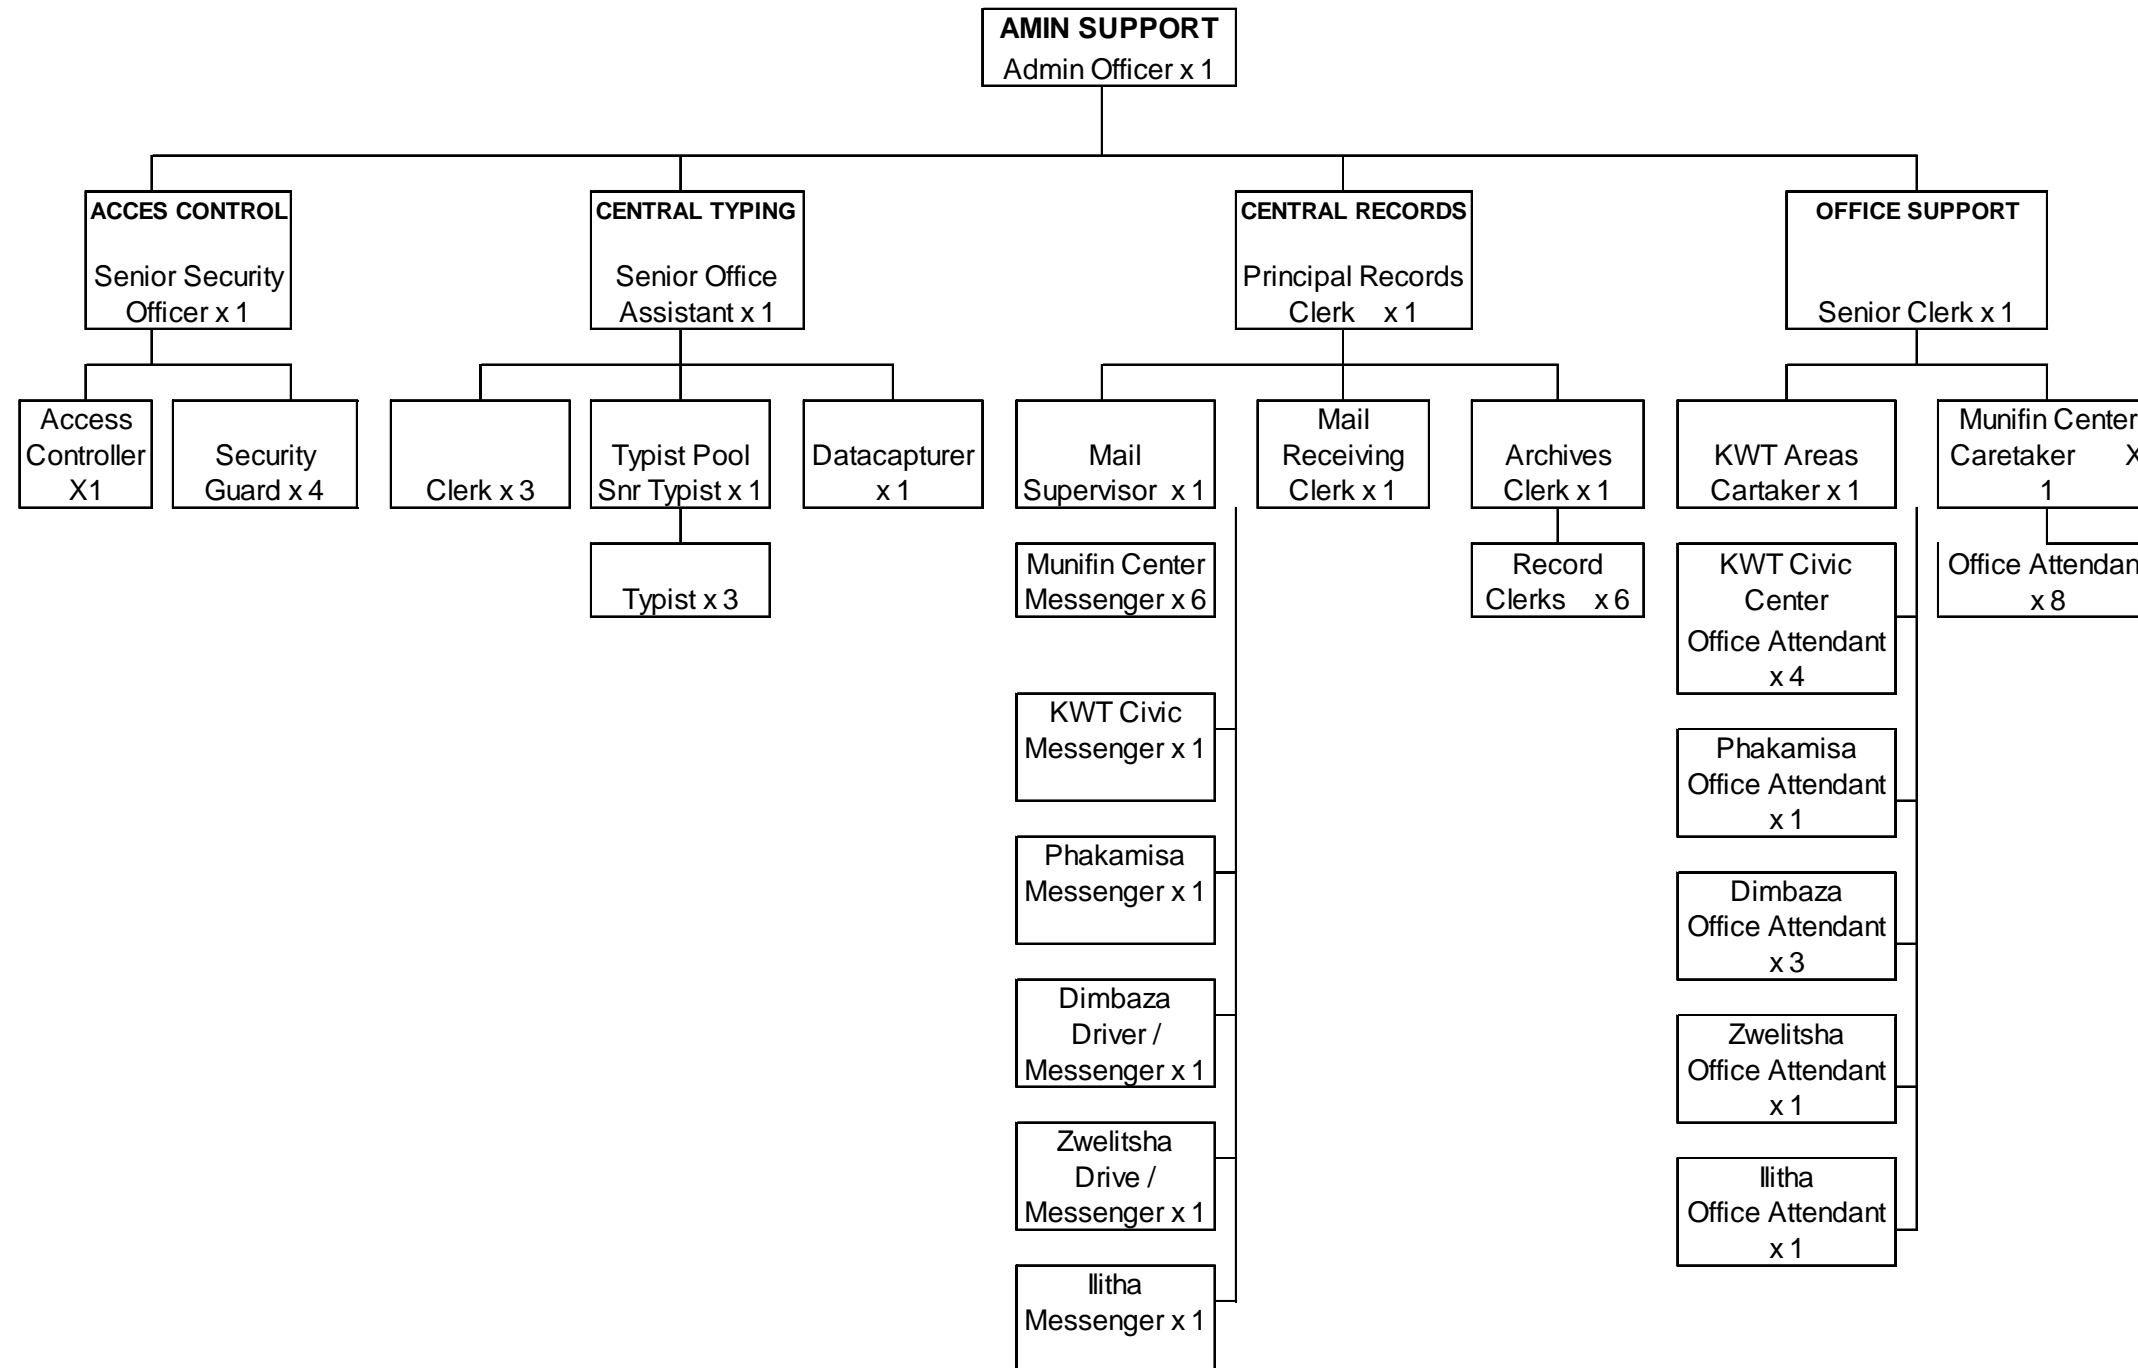 AMIN SUPPORT
Admin Officer x 1
ACCES CONTROL
Senior Security
Officer x 1
CENTRAL TYPING
Senior Office
Assistant x 1
CENTRAL RECORDS
Principal Records
Clerk x 1
OFFICE SUPPORT
Senior Clerk x 1
Access
Controller
X1
Security
Guard x 4
Clerk x 3
Typist Pool
Snr Typist x 1
Datacapturer
x 1
Mail
Supervisor x 1
Mail
Receiving
Clerk x 1
Archives
Clerk x 1
KWT Areas
Cartaker x 1
Munifin Center
Caretaker X
1
Typist x 3
Munifin Center
Messenger x 6
Record
Clerks x 6
KWT Civic
Center
Office Attendant
x 4
Office Attendan
x 8
KWT Civic
Messenger x 1
Phakamisa
Office Attendant
x 1
Phakamisa
Messenger x 1
Dimbaza
Office Attendant
x 3
Dimbaza
Driver /
Messenger x 1
Zwelitsha
Office Attendant
x 1
Zwelitsha
Drive /
Messenger x 1
Ilitha
Office Attendant
x 1
Ilitha
Messenger x 1